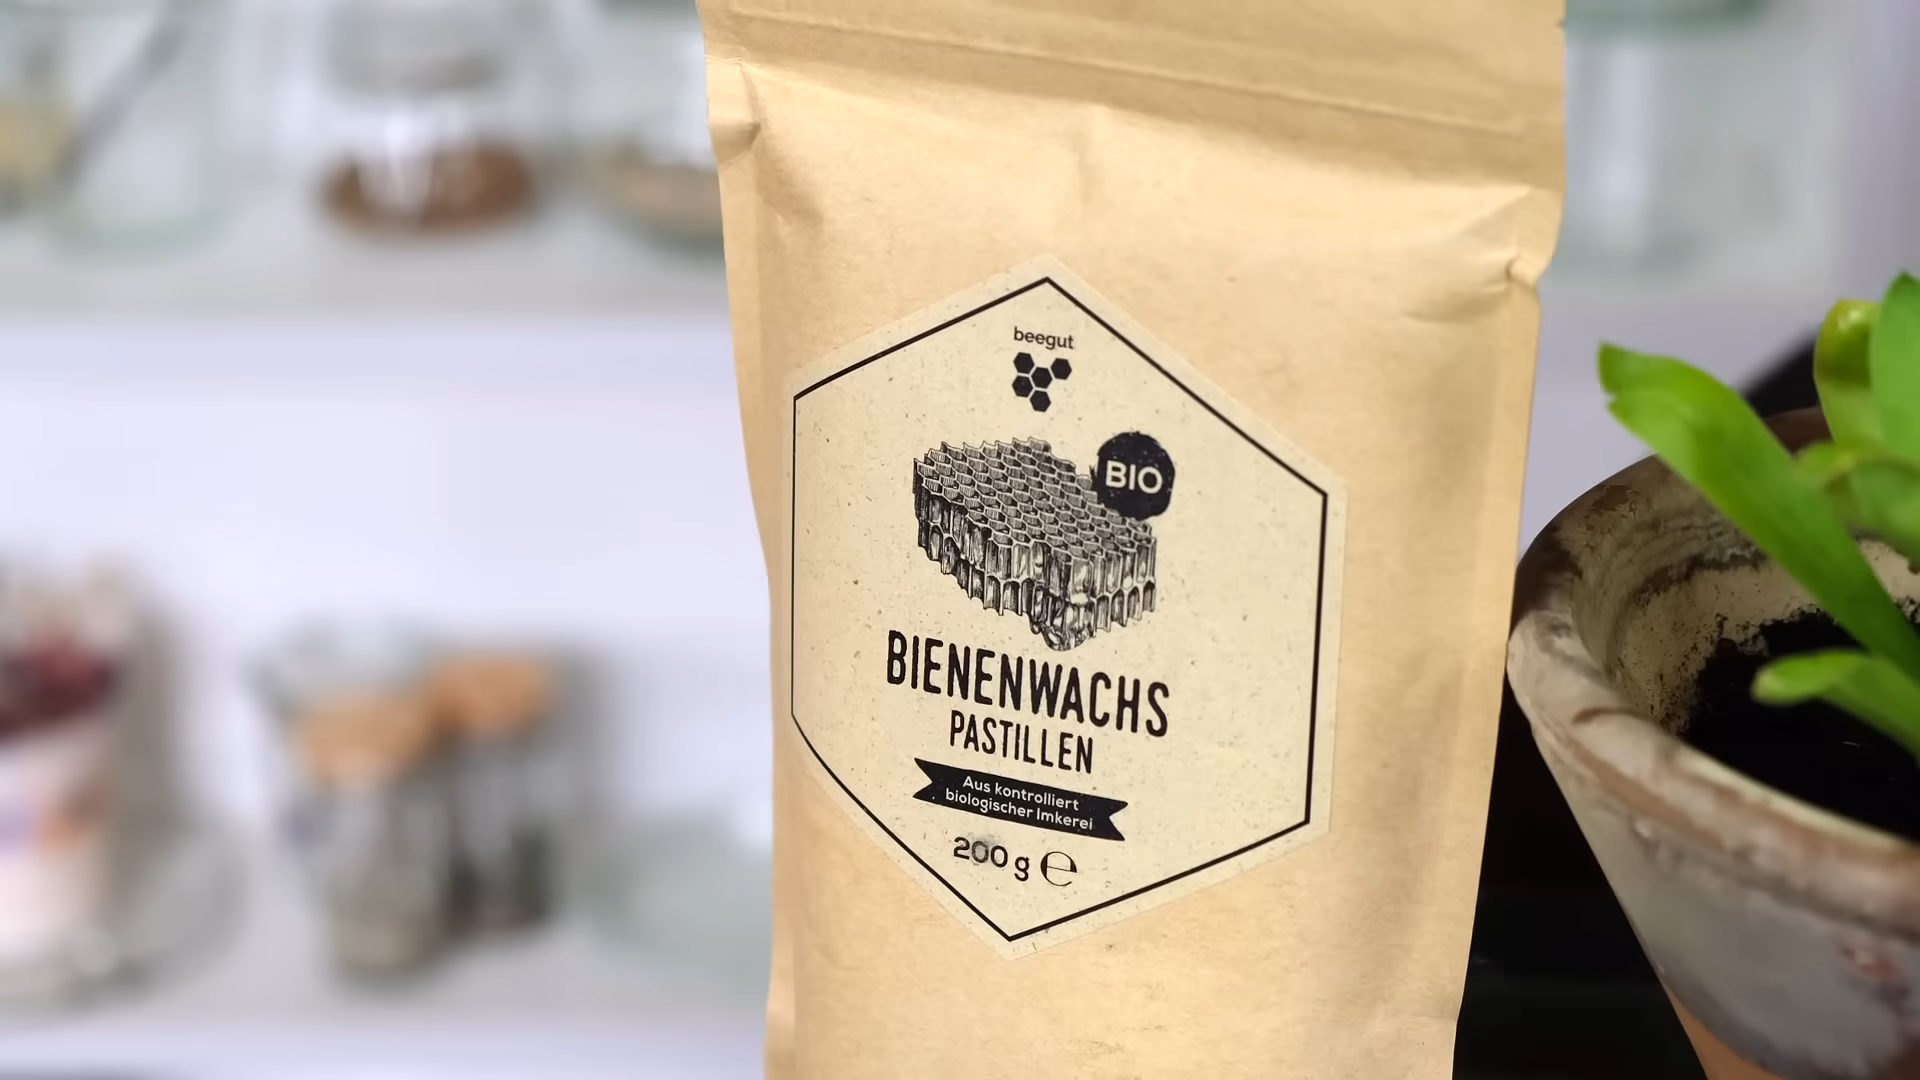 beegut
BIO
BIENENWACHS
PASTILLEN
Aus kontrolliert
biologischer Imkerei
200 g ℮